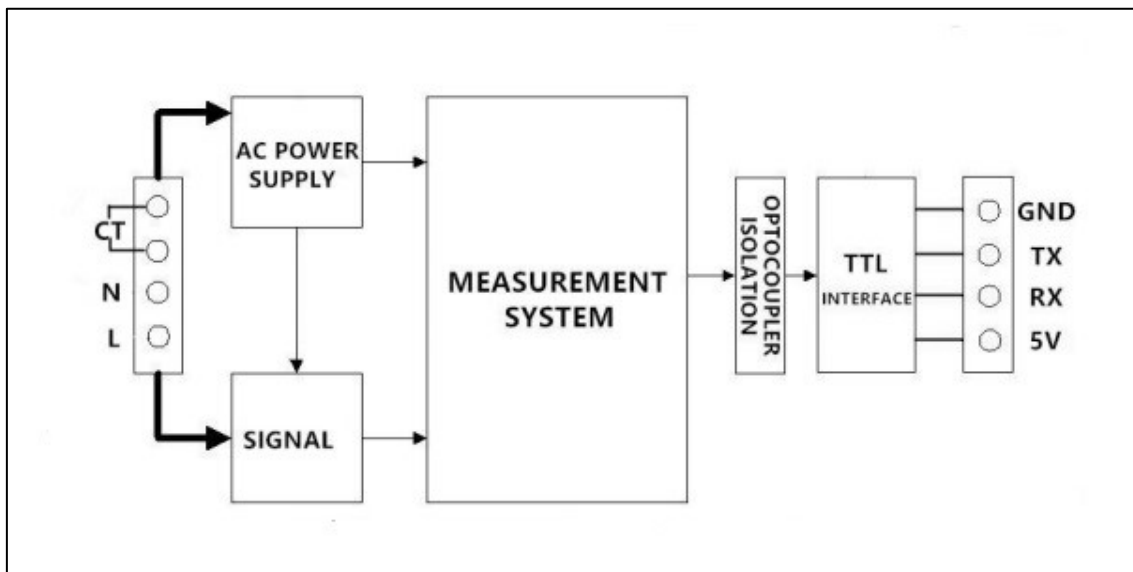 AC POWER
SUPPLY
CT
N
L
SIGNAL
MEASUREMENT
SYSTEM
OPTOCOUPLER
ISOLATION
TTL
INTERFACE
GND
TX
RX
5V